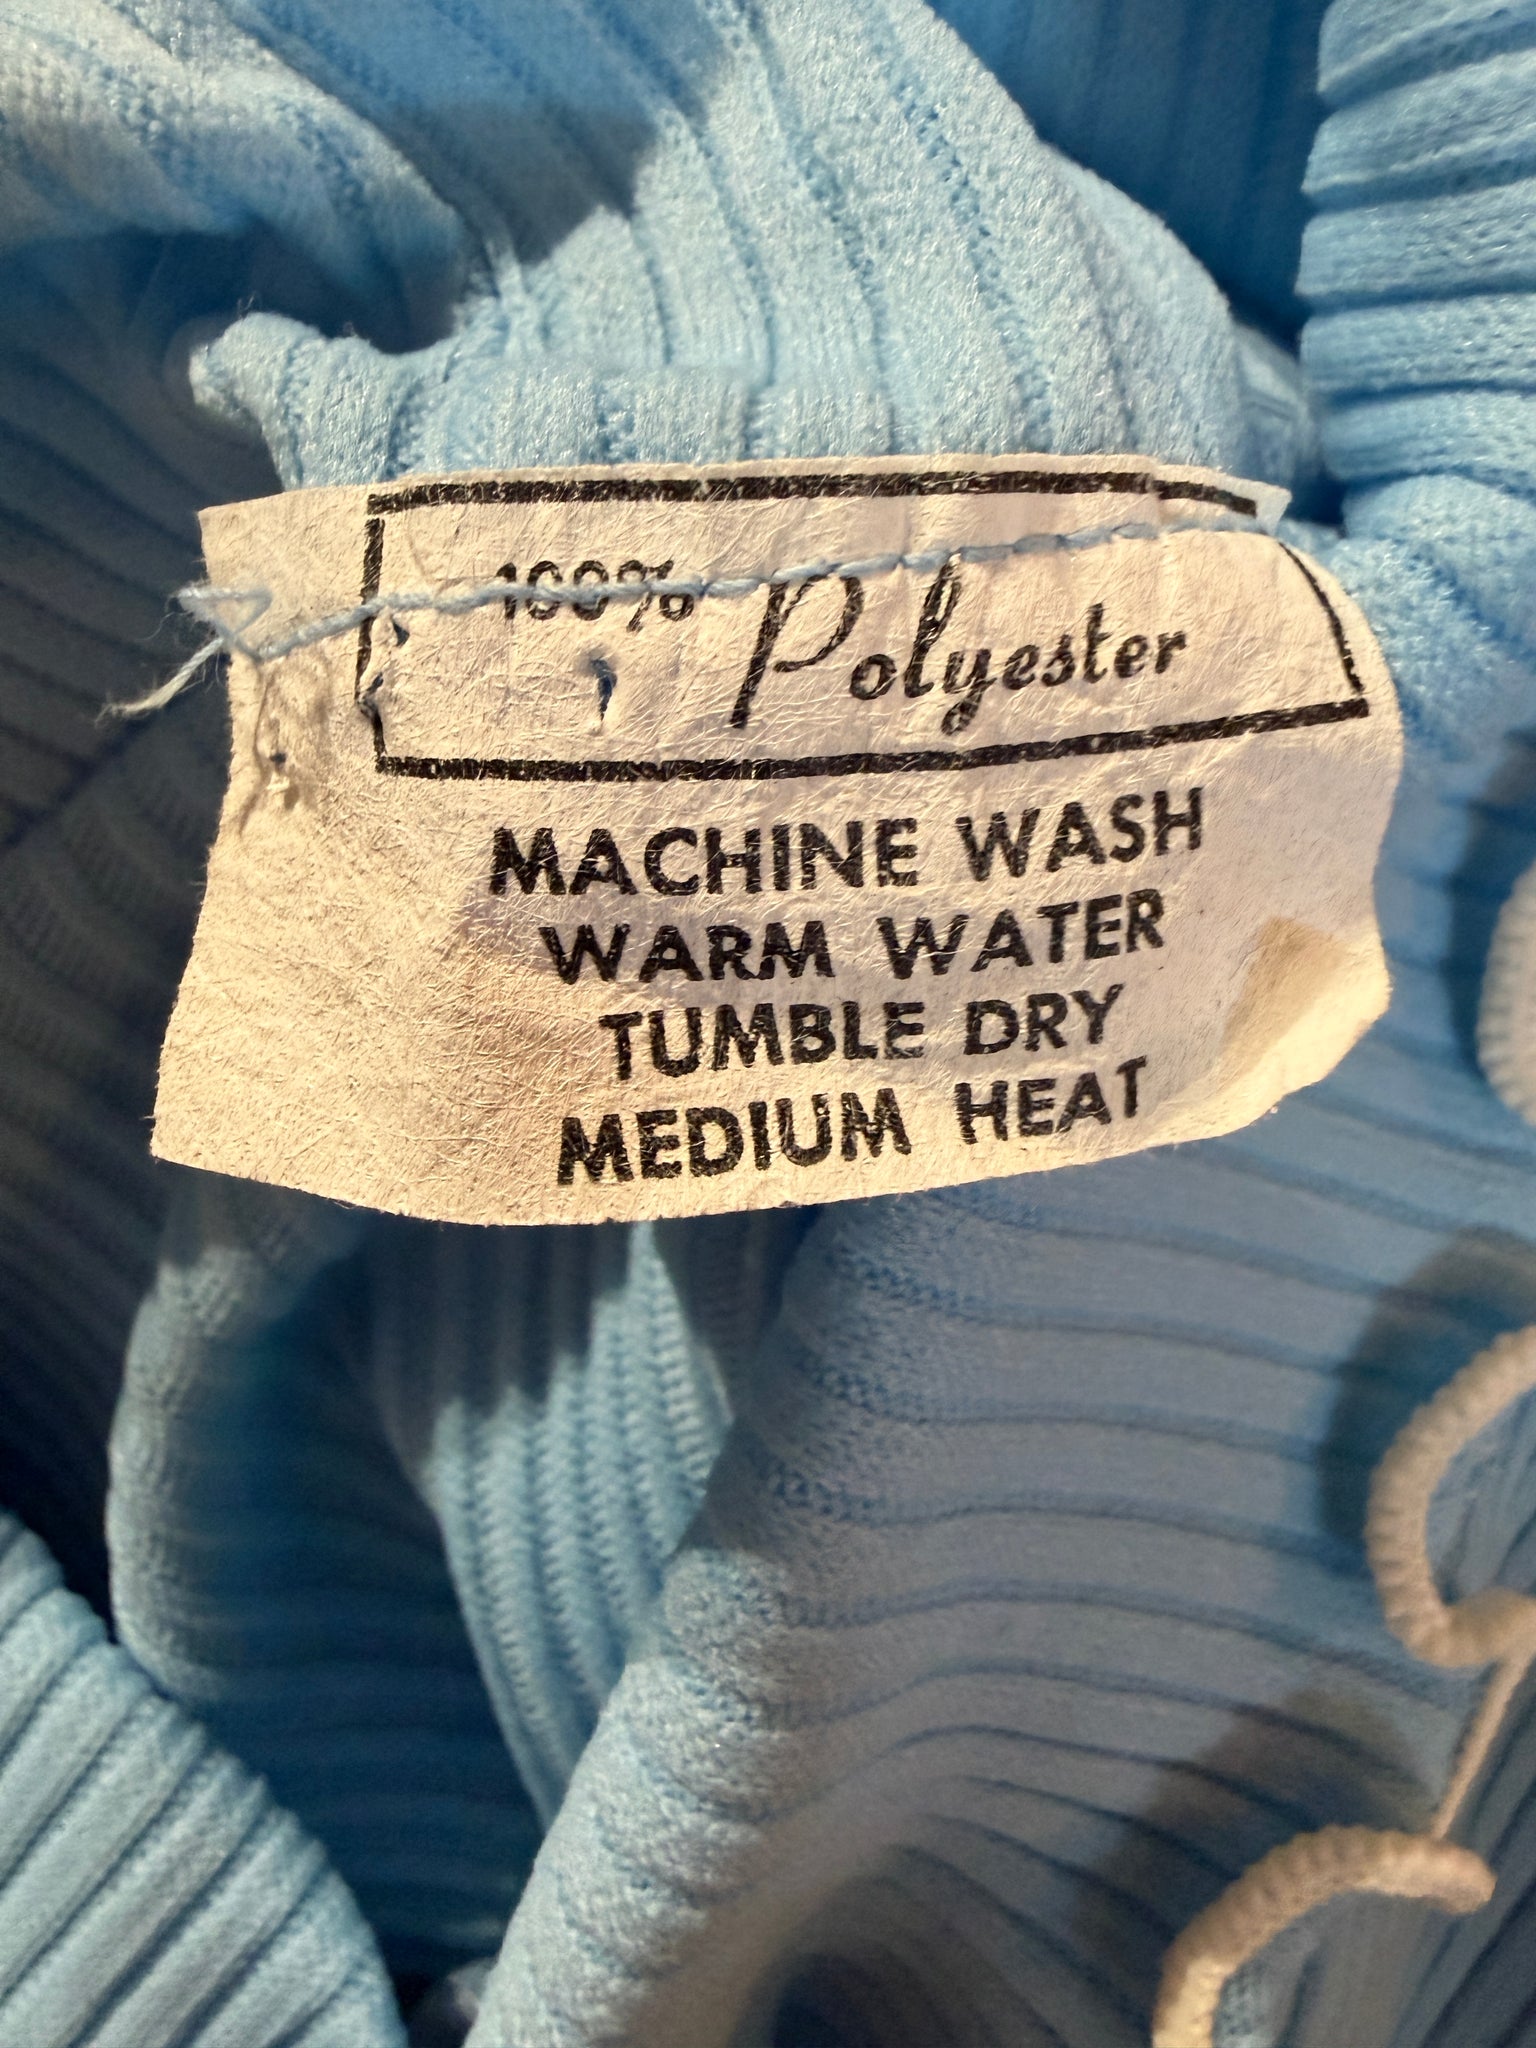 100% Polyester
MACHINE WASH
WARM WATER
TUMBLE DRY
MEDIUM HEAT